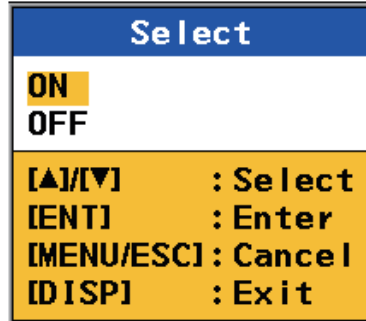 Select
ON
OFF
[▲]/[▼] : Select
[ENT] : Enter
[MENU/ESC] : Cancel
[DISP] : Exit